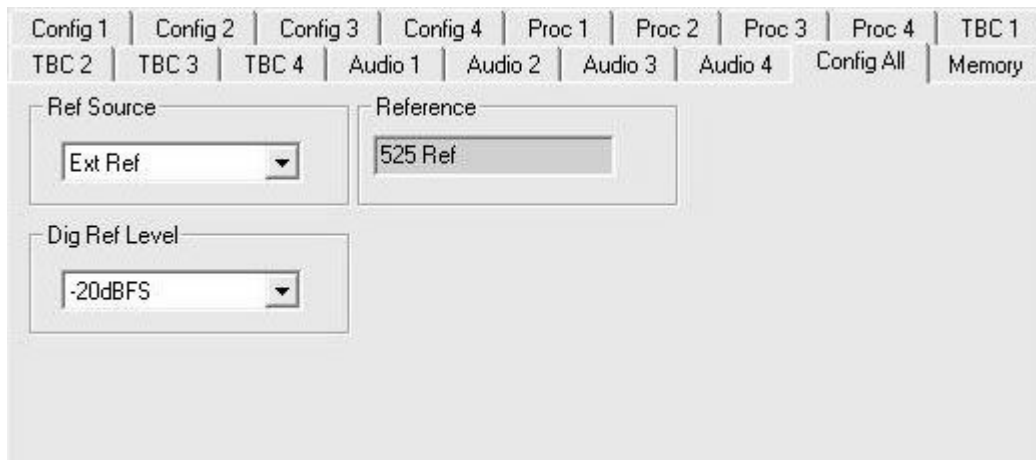 Config 1 Config 2 Config 3 Config 4 Proc 1 Proc 2 Proc 3 Proc 4 TBC 1
TBC 2 TBC 3 TBC 4 Audio 1 Audio 2 Audio 3 Audio 4 Config All Memory
Ref Source Reference
Ext Ref 525 Ref
Dig Ref Level
-20dBFS